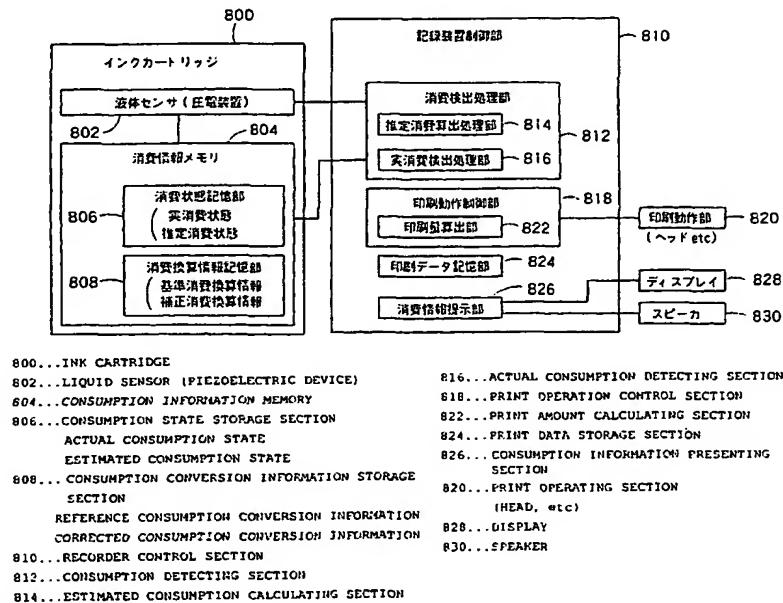 800
インクカートリッジ
液体センサ(圧電装置)
802
804
消費情報メモリ
806
消費状態記憶部
実消費状態
推定消費状態
808
消費換算情報記憶部
基準消費換算情報
補正消費換算情報
記録装置制御部
810
消費検出処理部
推定消費算出処理部
814
812
実消費検出処理部
816
印刷動作制御部
818
印刷量算出部
822
印刷動作部
820
(ヘッド etc)
印刷データ記憶部
824
826
消費情報提示部
ディスプレイ
828
スピーカ
830
800...INK CARTRIDGE
802...LIQUID SENSOR (PIEZOELECTRIC DEVICE)
804...CONSUMPTION INFORMATION MEMORY
806...CONSUMPTION STATE STORAGE SECTION
ACTUAL CONSUMPTION STATE
ESTIMATED CONSUMPTION STATE
808...CONSUMPTION CONVERSION INFORMATION STORAGE
SECTION
REFERENCE CONSUMPTION CONVERSION INFORMATION
CORRECTED CONSUMPTION CONVERSION INFORMATION
810...RECORDER CONTROL SECTION
812...CONSUMPTION DETECTING SECTION
814...ESTIMATED CONSUMPTION CALCULATING SECTION
816...ACTUAL CONSUMPTION DETECTING SECTION
818...PRINT OPERATION CONTROL SECTION
822...PRINT AMOUNT CALCULATING SECTION
824...PRINT DATA STORAGE SECTION
826...CONSUMPTION INFORMATION PRESENTING
SECTION
820...PRINT OPERATING SECTION
(HEAD, etc)
828...DISPLAY
830...SPEAKER